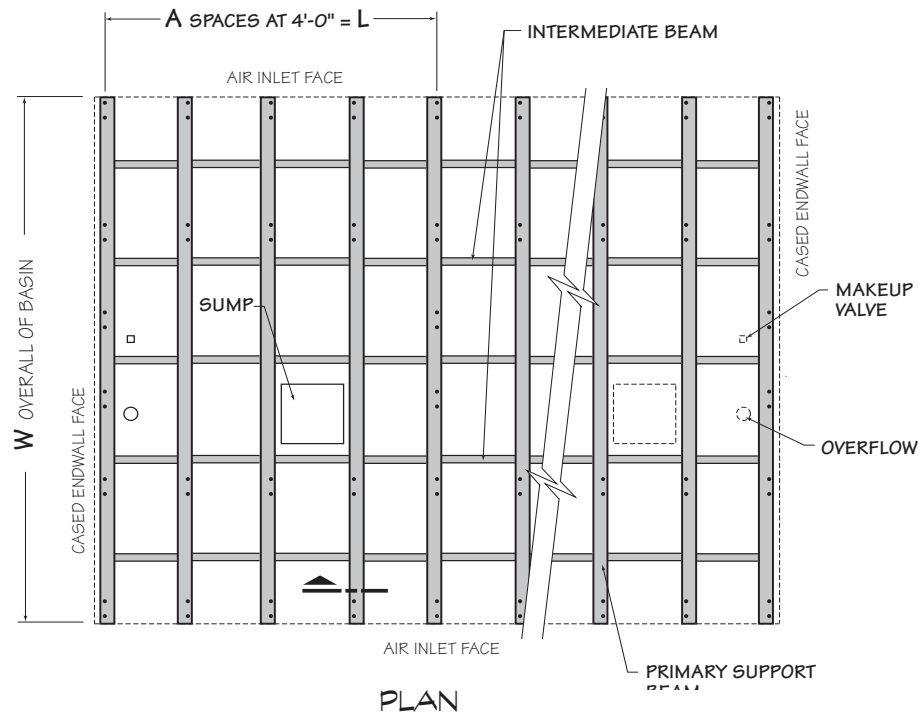 A SPACES AT 4'-0" = L
INTERMEDIATE BEAM
AIR INLET FACE
CASED ENDWALL FACE
W OVERALL OF BASIN
SUMP
MAKEUP
VALVE
CASED ENDWALL FACE
OVERFLOW
AIR INLET FACE
PRIMARY SUPPORT
BEAM
PLAN